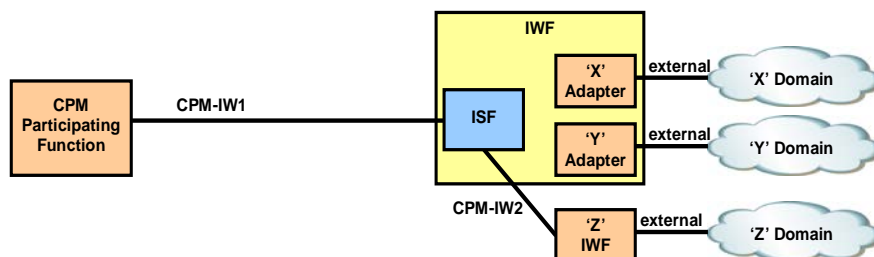 IWF
'X'
Adapter
external
'X' Domain
CPM
Participating
Function
CPM-IW1
ISF
'Y'
Adapter
external
'Y' Domain
CPM-IW2
'Z'
IWF
external
'Z' Domain